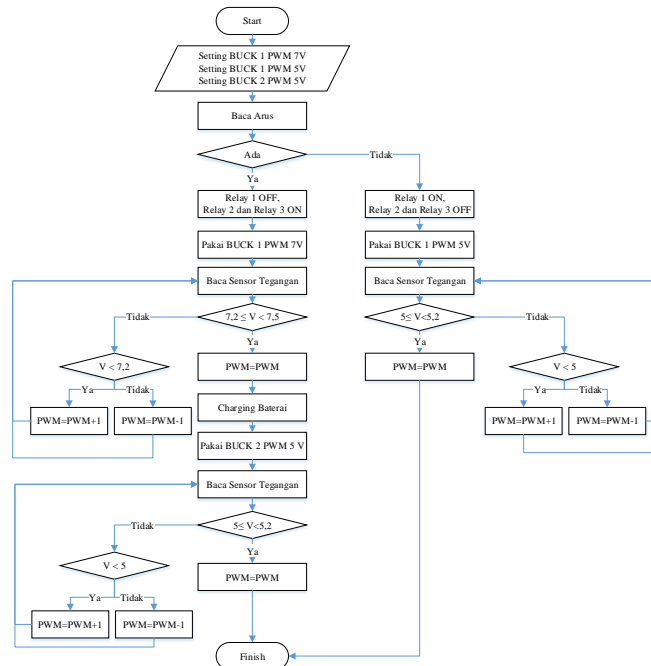 Start
Setting BUCK 1 PWM 7V
Setting BUCK 1 PWM 5V
Setting BUCK 2 PWM 5V
Baca Arus
Ada
Tidak
Ya
Relay 1 OFF,
Relay 2 dan Relay 3 ON
Relay 1 ON,
Relay 2 dan Relay 3 OFF
Pakai BUCK 1 PWM 7V
Pakai BUCK 1 PWM 5V
Baca Sensor Tegangan
Baca Sensor Tegangan
7,2 ≤ V < 7,5
Tidak
Ya
5≤ V<5,2
Tidak
Ya
V < 7,2
Ya
Tidak
PWM=PWM+1
PWM=PWM-1
PWM=PWM
PWM=PWM
V < 5
Ya
Tidak
PWM=PWM+1
PWM=PWM-1
Charging Baterai
Pakai BUCK 2 PWM 5 V
Baca Sensor Tegangan
5≤ V<5,2
Tidak
Ya
V < 5
Ya
Tidak
PWM=PWM+1
PWM=PWM-1
PWM=PWM
Finish